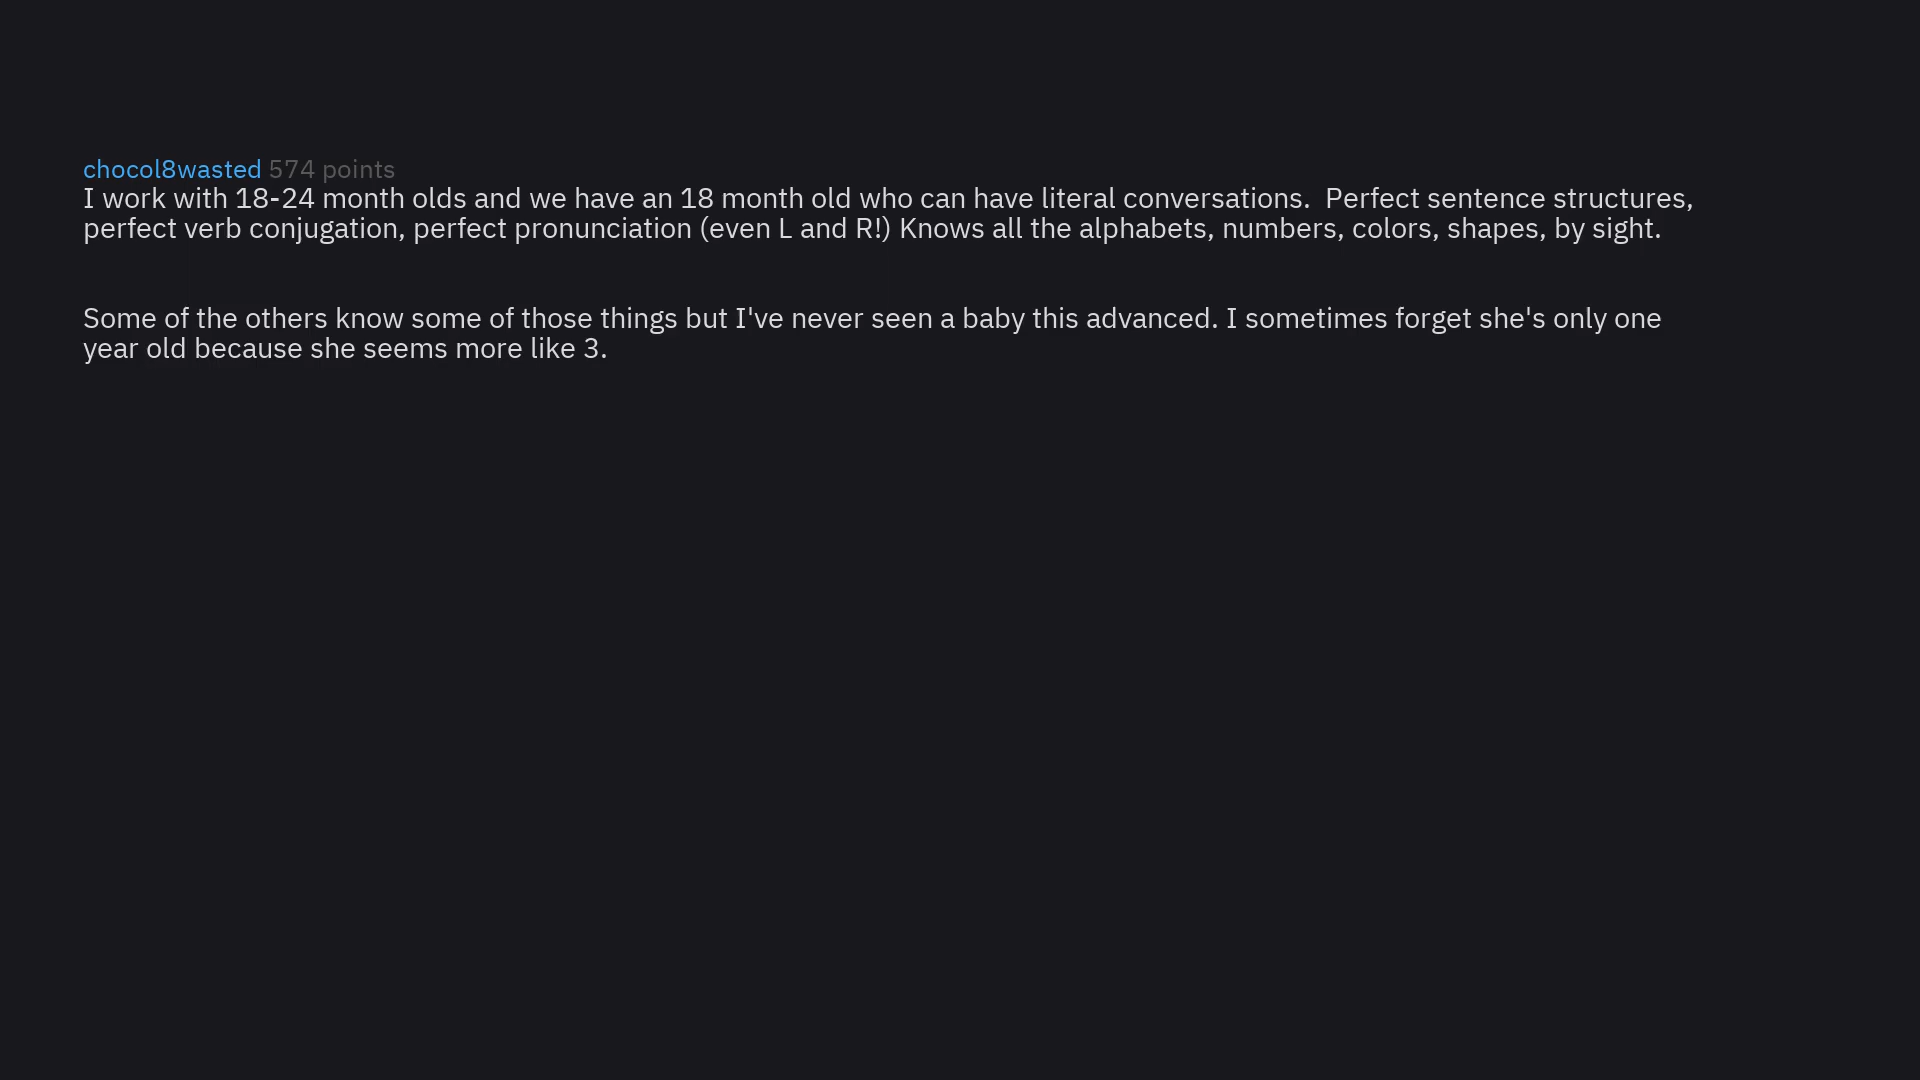 chocol8wasted 574 points
I work with 18-24 month olds and we have an 18 month old who can have literal conversations.  Perfect sentence structures,
perfect verb conjugation, perfect pronunciation (even L and R!) Knows all the alphabets, numbers, colors, shapes, by sight.
Some of the others know some of those things but I've never seen a baby this advanced. I sometimes forget she's only one
year old because she seems more like 3.